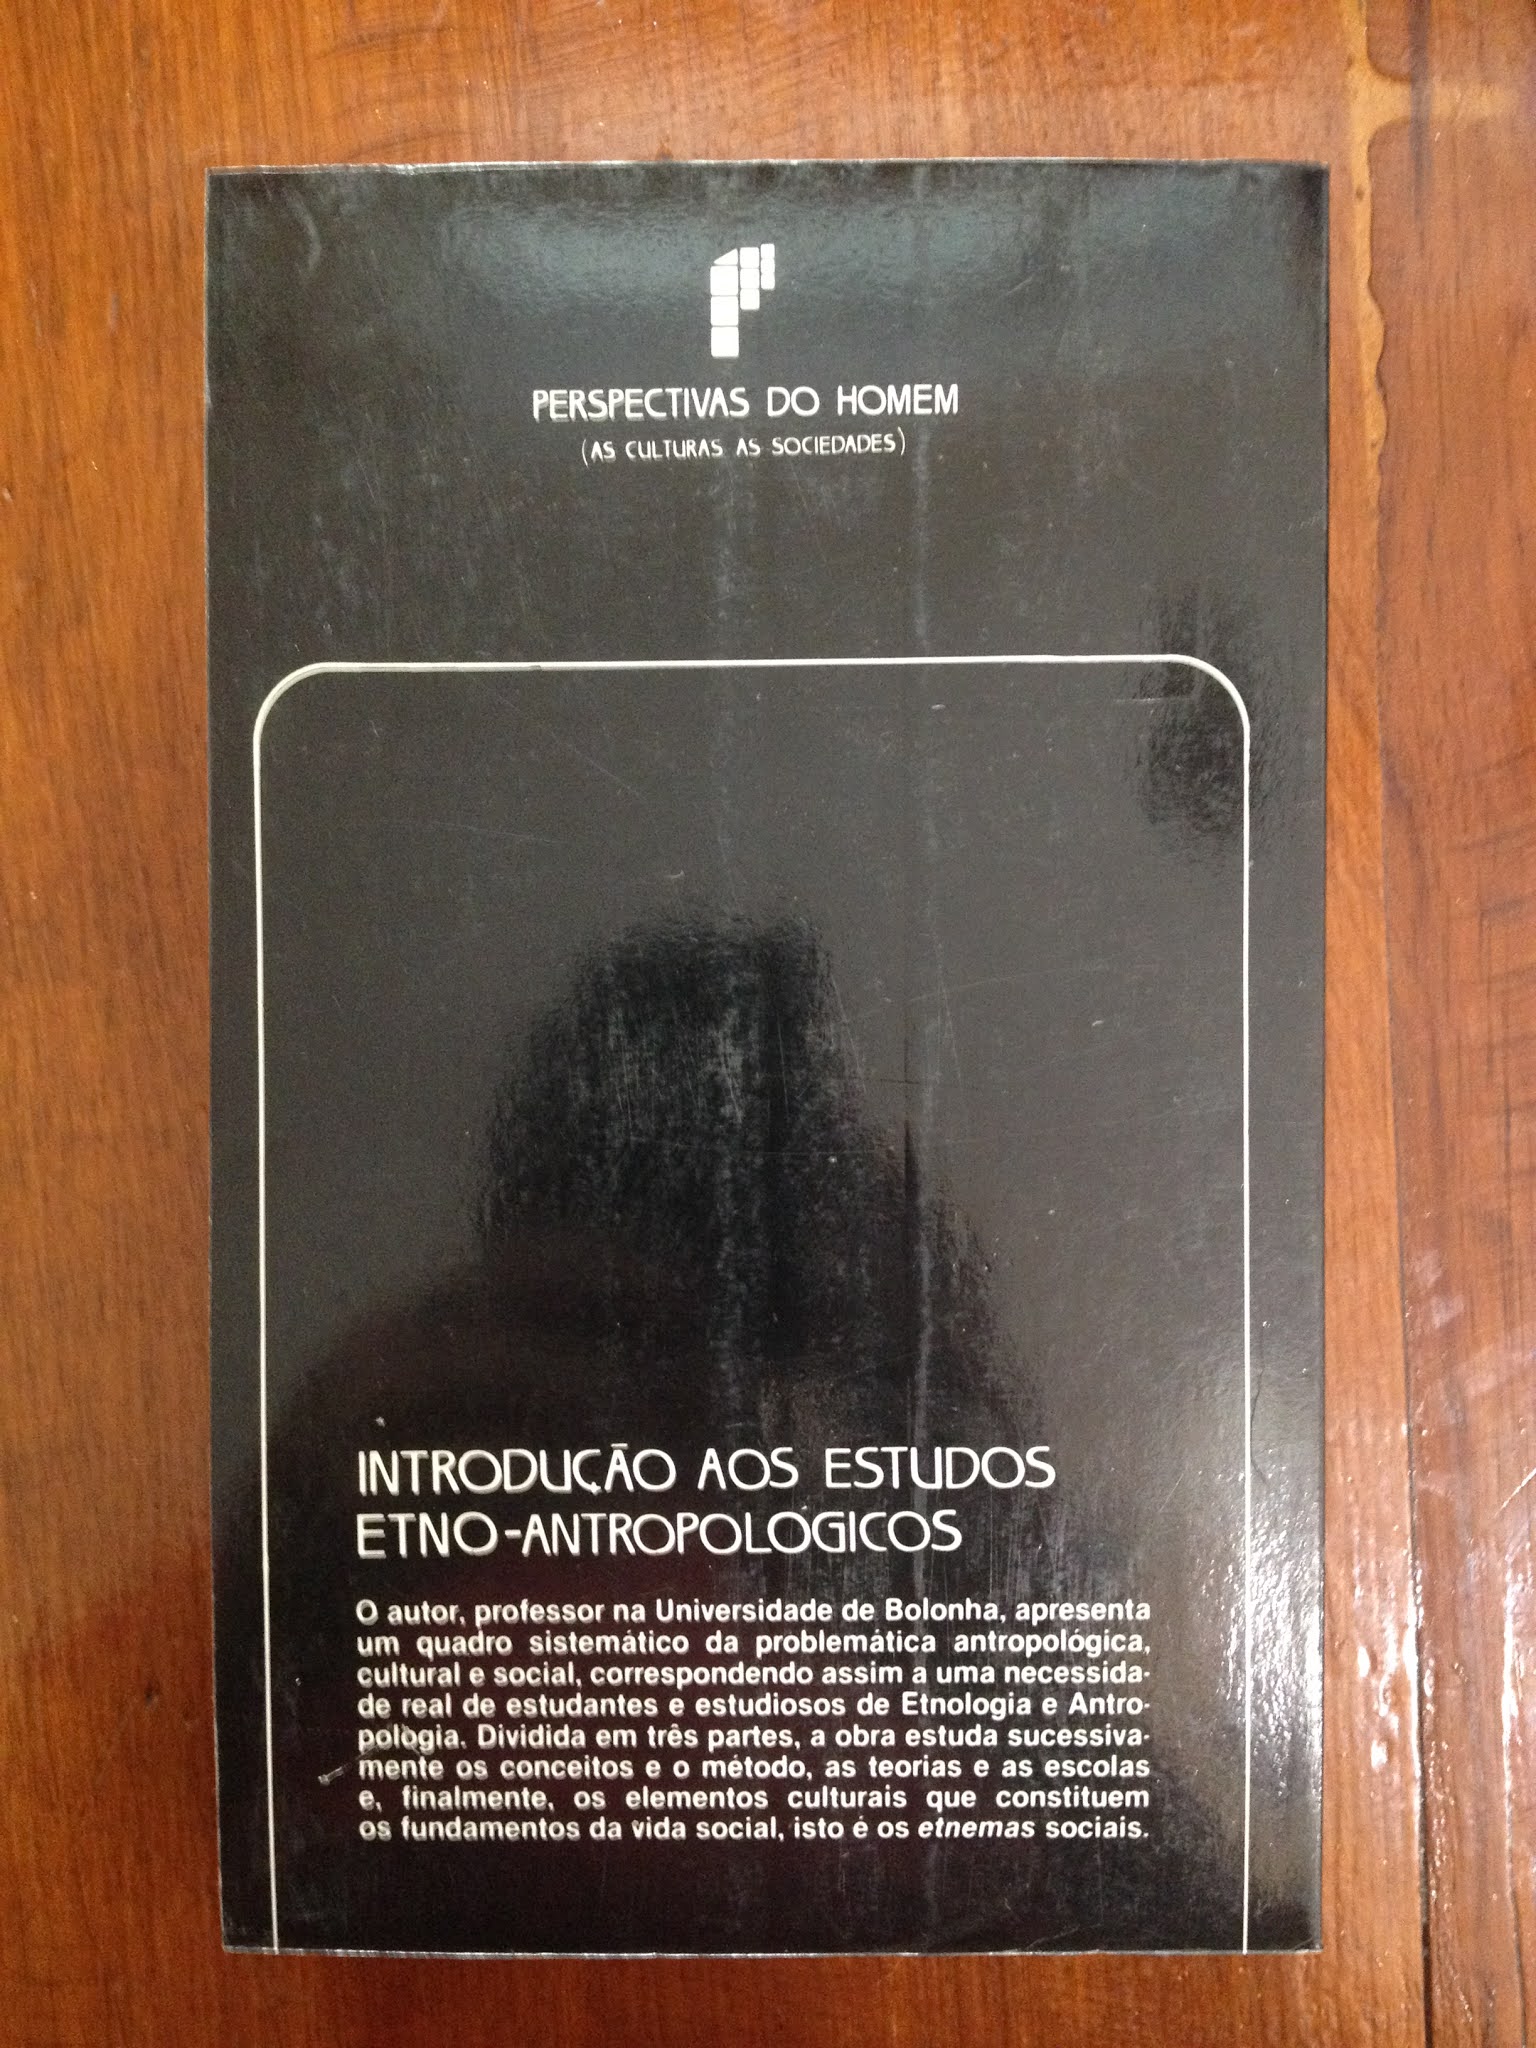 PERSPECTIVAS DO HOMEM
(AS CULTURAS AS SOCIEDADES)
INTRODUÇÃO AOS ESTUDOS
ETNO-ANTROPOLOGICOS
O autor, professor na Universidade de Bolonha, apresenta
um quadro sistemático da problemática antropológica,
cultural e social, correspondendo assim a uma necessida-
de real de estudantes e estudiosos de Etnologia e Antro-
pologia. Dividida em três partes, a obra estuda sucessiva-
mente os conceitos e o método, as teorias e as escolas
e, finalmente, os elementos culturais que constituem
os fundamentos da vida social, isto é os etnemas sociais.